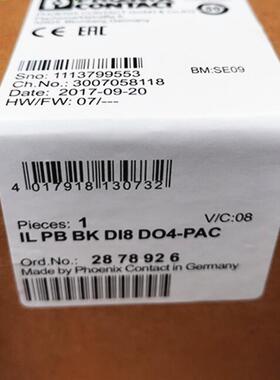 CONTACT
CE EAC
Sno: 1113799553
Ch.No: 3007058118
Date: 2017-09-20
HW/FW: 07/---
BM:SE09
4 017918 130732
Pieces: 1
V/C:08
IL PB BK DI8 DO4-PAC
Ord.No.: 28 78 92 6
Made by Phoenix Contact in Germany